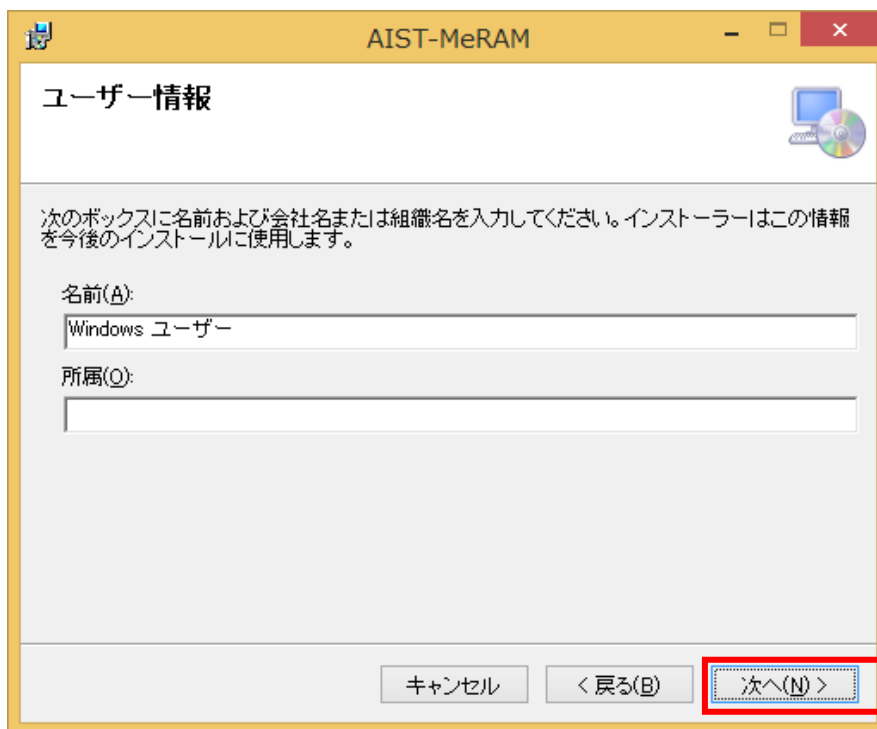 AIST-MeRAM
ユーザー情報
次のボックスに名前および会社名または組織名を入力してください。インストーラーはこの情報
を今後のインストールに使用します。
名前(A):
Windows ユーザー
所属(O):
キャンセル
< 戻る(B)
次へ(N) >